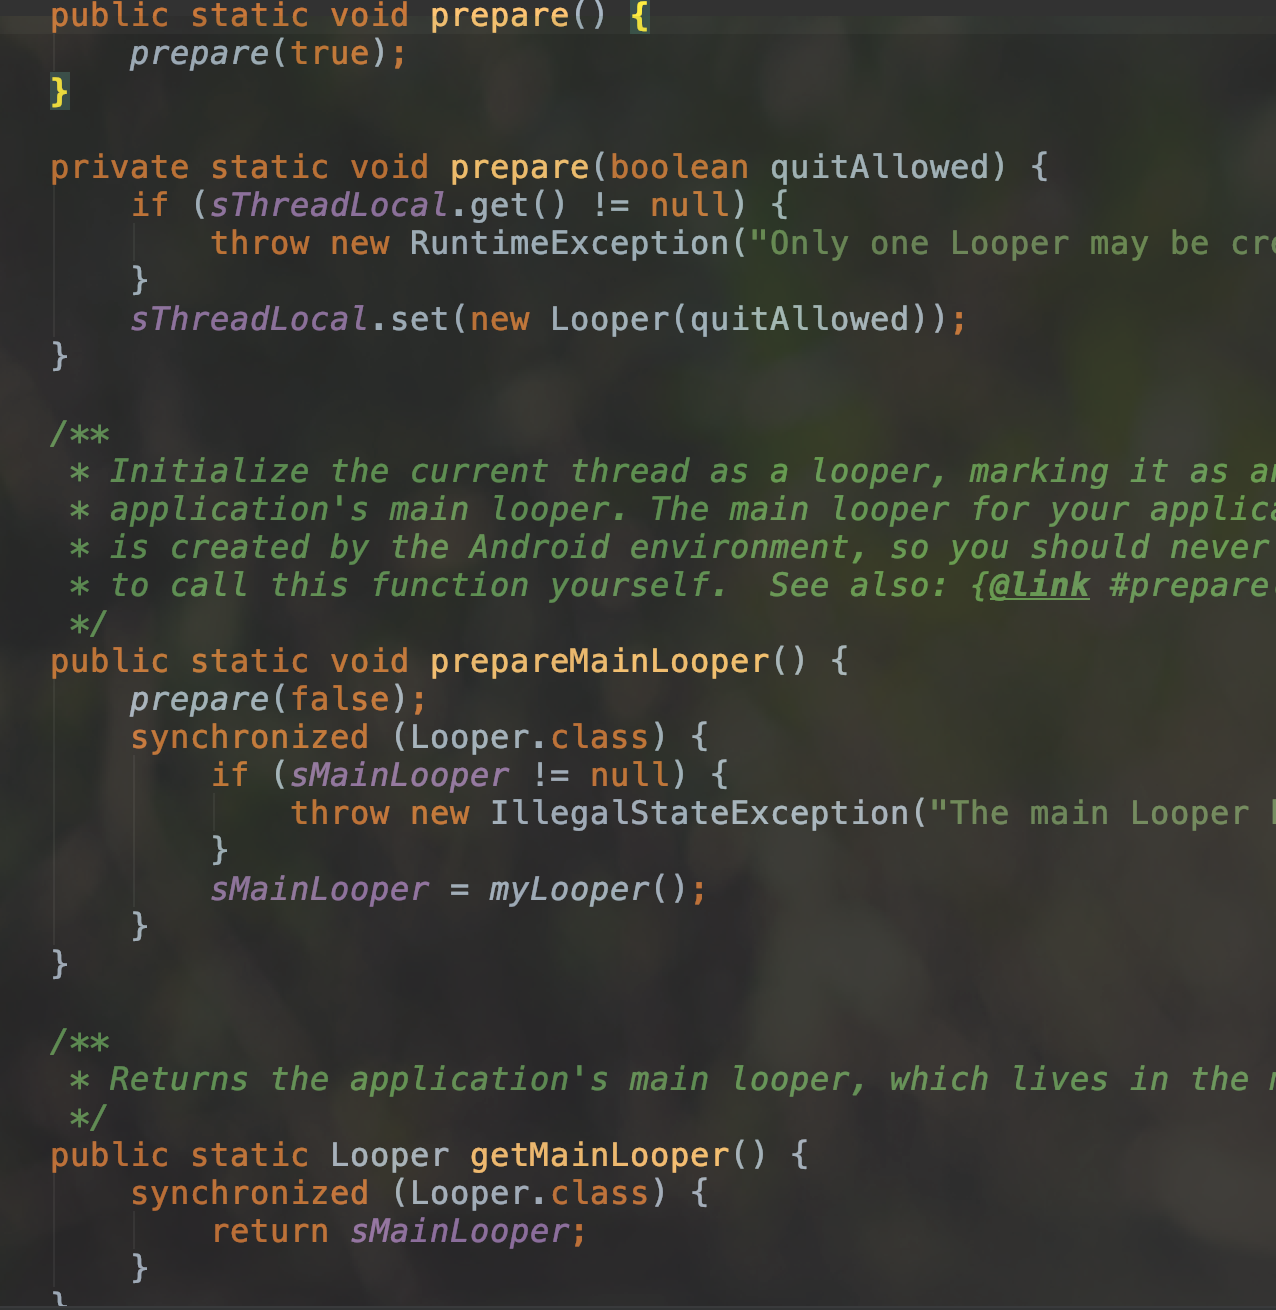 public static void prepare() {
    prepare(true);
}

private static void prepare(boolean quitAllowed) {
    if (sThreadLocal.get() != null) {
        throw new RuntimeException("Only one Looper may be
    }
    sThreadLocal.set(new Looper(quitAllowed));
}

/**
 * Initialize the current thread as a looper, marking it as
 * application's main looper. The main looper for your
 * is created by the Android environment, so you should never
 * to call this function yourself.  See also: {@link #prepare
 */
public static void prepareMainLooper() {
    prepare(false);
    synchronized (Looper.class) {
        if (sMainLooper != null) {
            throw new IllegalStateException("The main Looper
        }
        sMainLooper = myLooper();
    }
}

/**
 * Returns the application's main looper, which lives in the
 */
public static Looper getMainLooper() {
    synchronized (Looper.class) {
        return sMainLooper;
    }
}